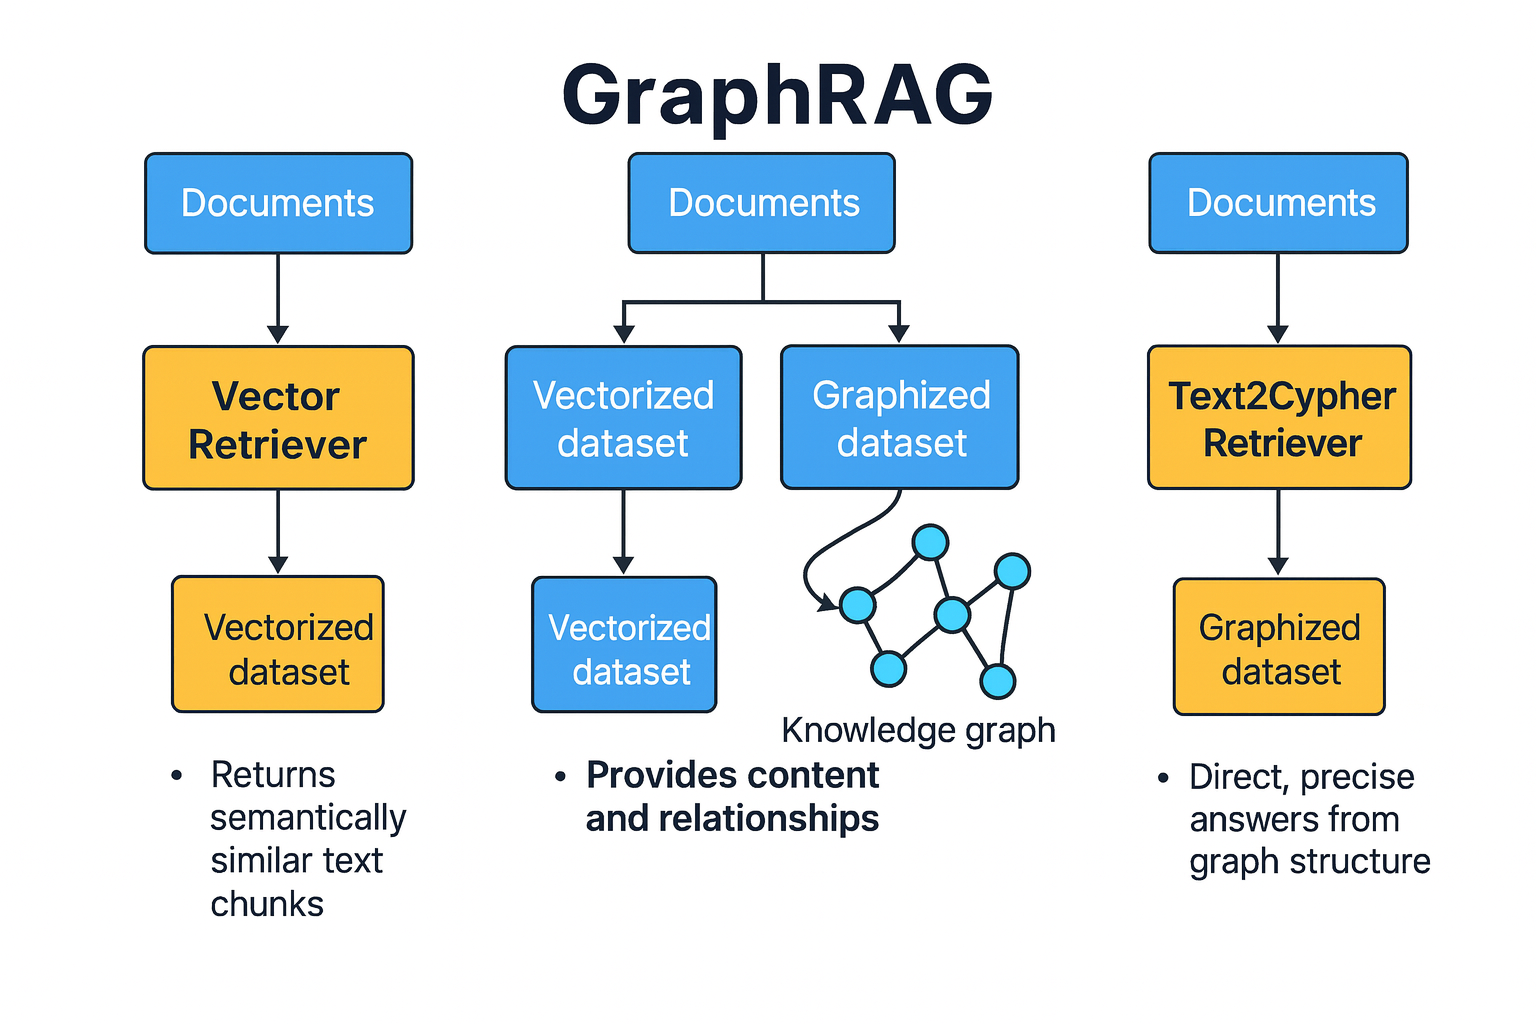 GraphRAG
Documents
Vector
Retriever
Vectorized
dataset
• Returns
semantically
similar text
chunks
Documents
Vectorized
dataset
Graphized
dataset
Vectorized
dataset
Knowledge graph
• Provides content
and relationships
Documents
Text2Cypher
Retriever
Graphized
dataset
• Direct, precise
answers from
graph structure